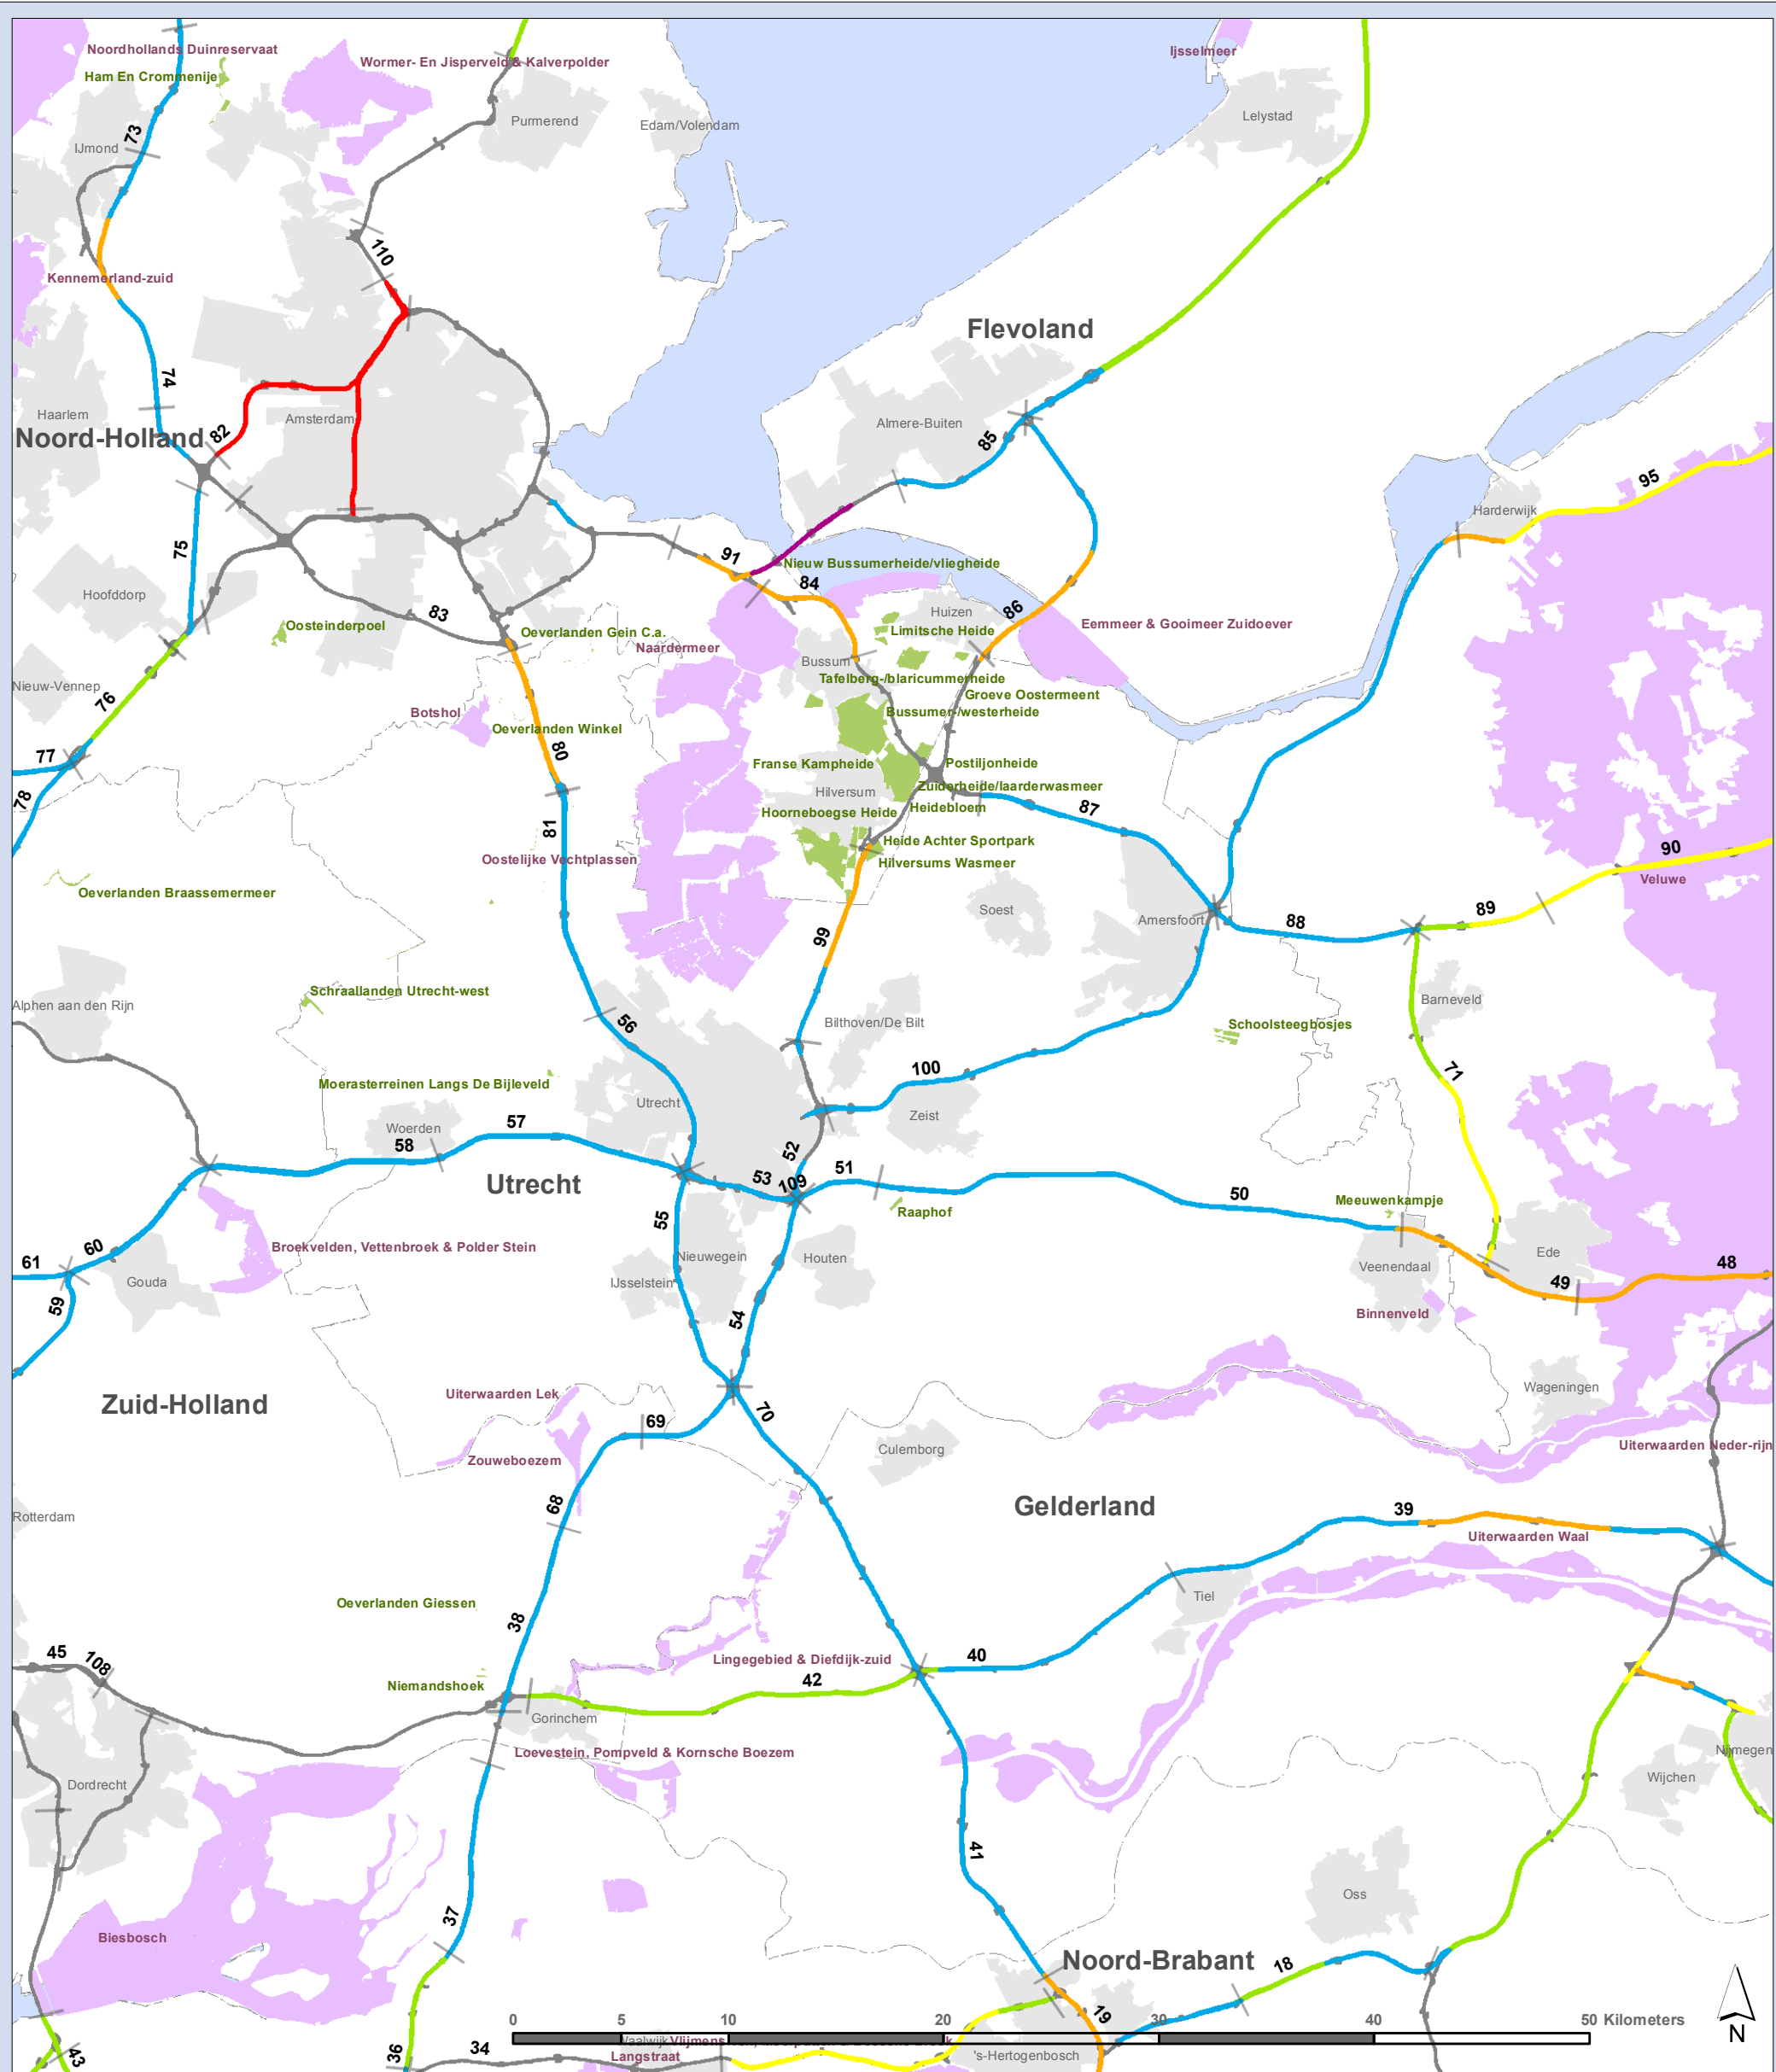 Noordhollands Duinreservaat
Ijsselmeer
Wormer- En Jisperveld & Kalverpolder
Ham En Crommenije
Lelystad
Purmerend
Edam/Volendam
73
IJmond
110
Kennemerland-zuid
Flevoland
74
Haarlem
Amsterdam
Almere-Buiten
Noord-Holland
82
85
95
Harderwijk
75
91
Nieuw Bussumerheide/vliegheide
84
Hoofddorp
83
Huizen
86
Oosteinderpoel
Oeverlanden Gein C.a.
Limitsche Heide
Eemmeer & Gooimeer Zuidoever
Naardermeer
Bussum
Nieuw-Vennep
Tafelberg-/blaricummerheide
Groeve Oostermeent
76
Botshol
Bussumer-/westerheide
Oeverlanden Winkel
80
77
Franse Kampheide
Postiljonheide
78
Hilversum
Zuiderheide/laarderwasmeer
Heidebloem
87
Hoorneboegse Heide
81
Heide Achter Sportpark
90
Oostelijke Vechtplassen
Hilversums Wasmeer
Veluwe
Oeverlanden Braassemermeer
Soest
Amersfoort
88
89
99
Schraallanden Utrecht-west
Alphen aan den Rijn
Barneveld
56
Bilthoven/De Bilt
Schoolsteegbosjes
100
71
Moerasterreinen Langs De Bijleveld
Utrecht
Zeist
Woerden
57
58
52
51
Utrecht
53
109
50
Meeuwenkampje
Raaphof
55
Broekvelden, Vettenbroek & Polder Stein
60
61
Nieuwegein
Houten
Ede
Veenendaal
48
Gouda
IJsselstein
49
59
54
Binnenveld
Uiterwaarden Lek
Wageningen
Zuid-Holland
70
69
Culemborg
Uiterwaarden Neder-rijn
Zouweboezem
68
Gelderland
39
Rotterdam
Uiterwaarden Waal
Oeverlanden Giessen
Tiel
38
45
108
Lingegebied & Diefdijk-zuid
40
Niemandshoek
42
Gorinchem
Loevestein, Pompveld & Kornsche Boezem
Nijmegen
Dordrecht
Wijchen
41
Oss
37
Biesbosch
Noord-Brabant
18
19
0 5 10 20 30 40 50 Kilometers
N
43
36
34
Waalwijk
Langstraat
's-Hertogenbosch